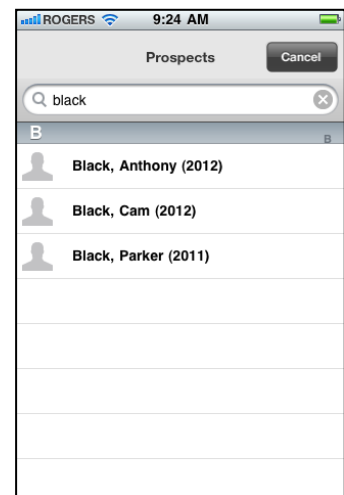 ROGERS 9:24 AM
Prospects Cancel
black
B
B
Black, Anthony (2012)
Black, Cam (2012)
Black, Parker (2011)